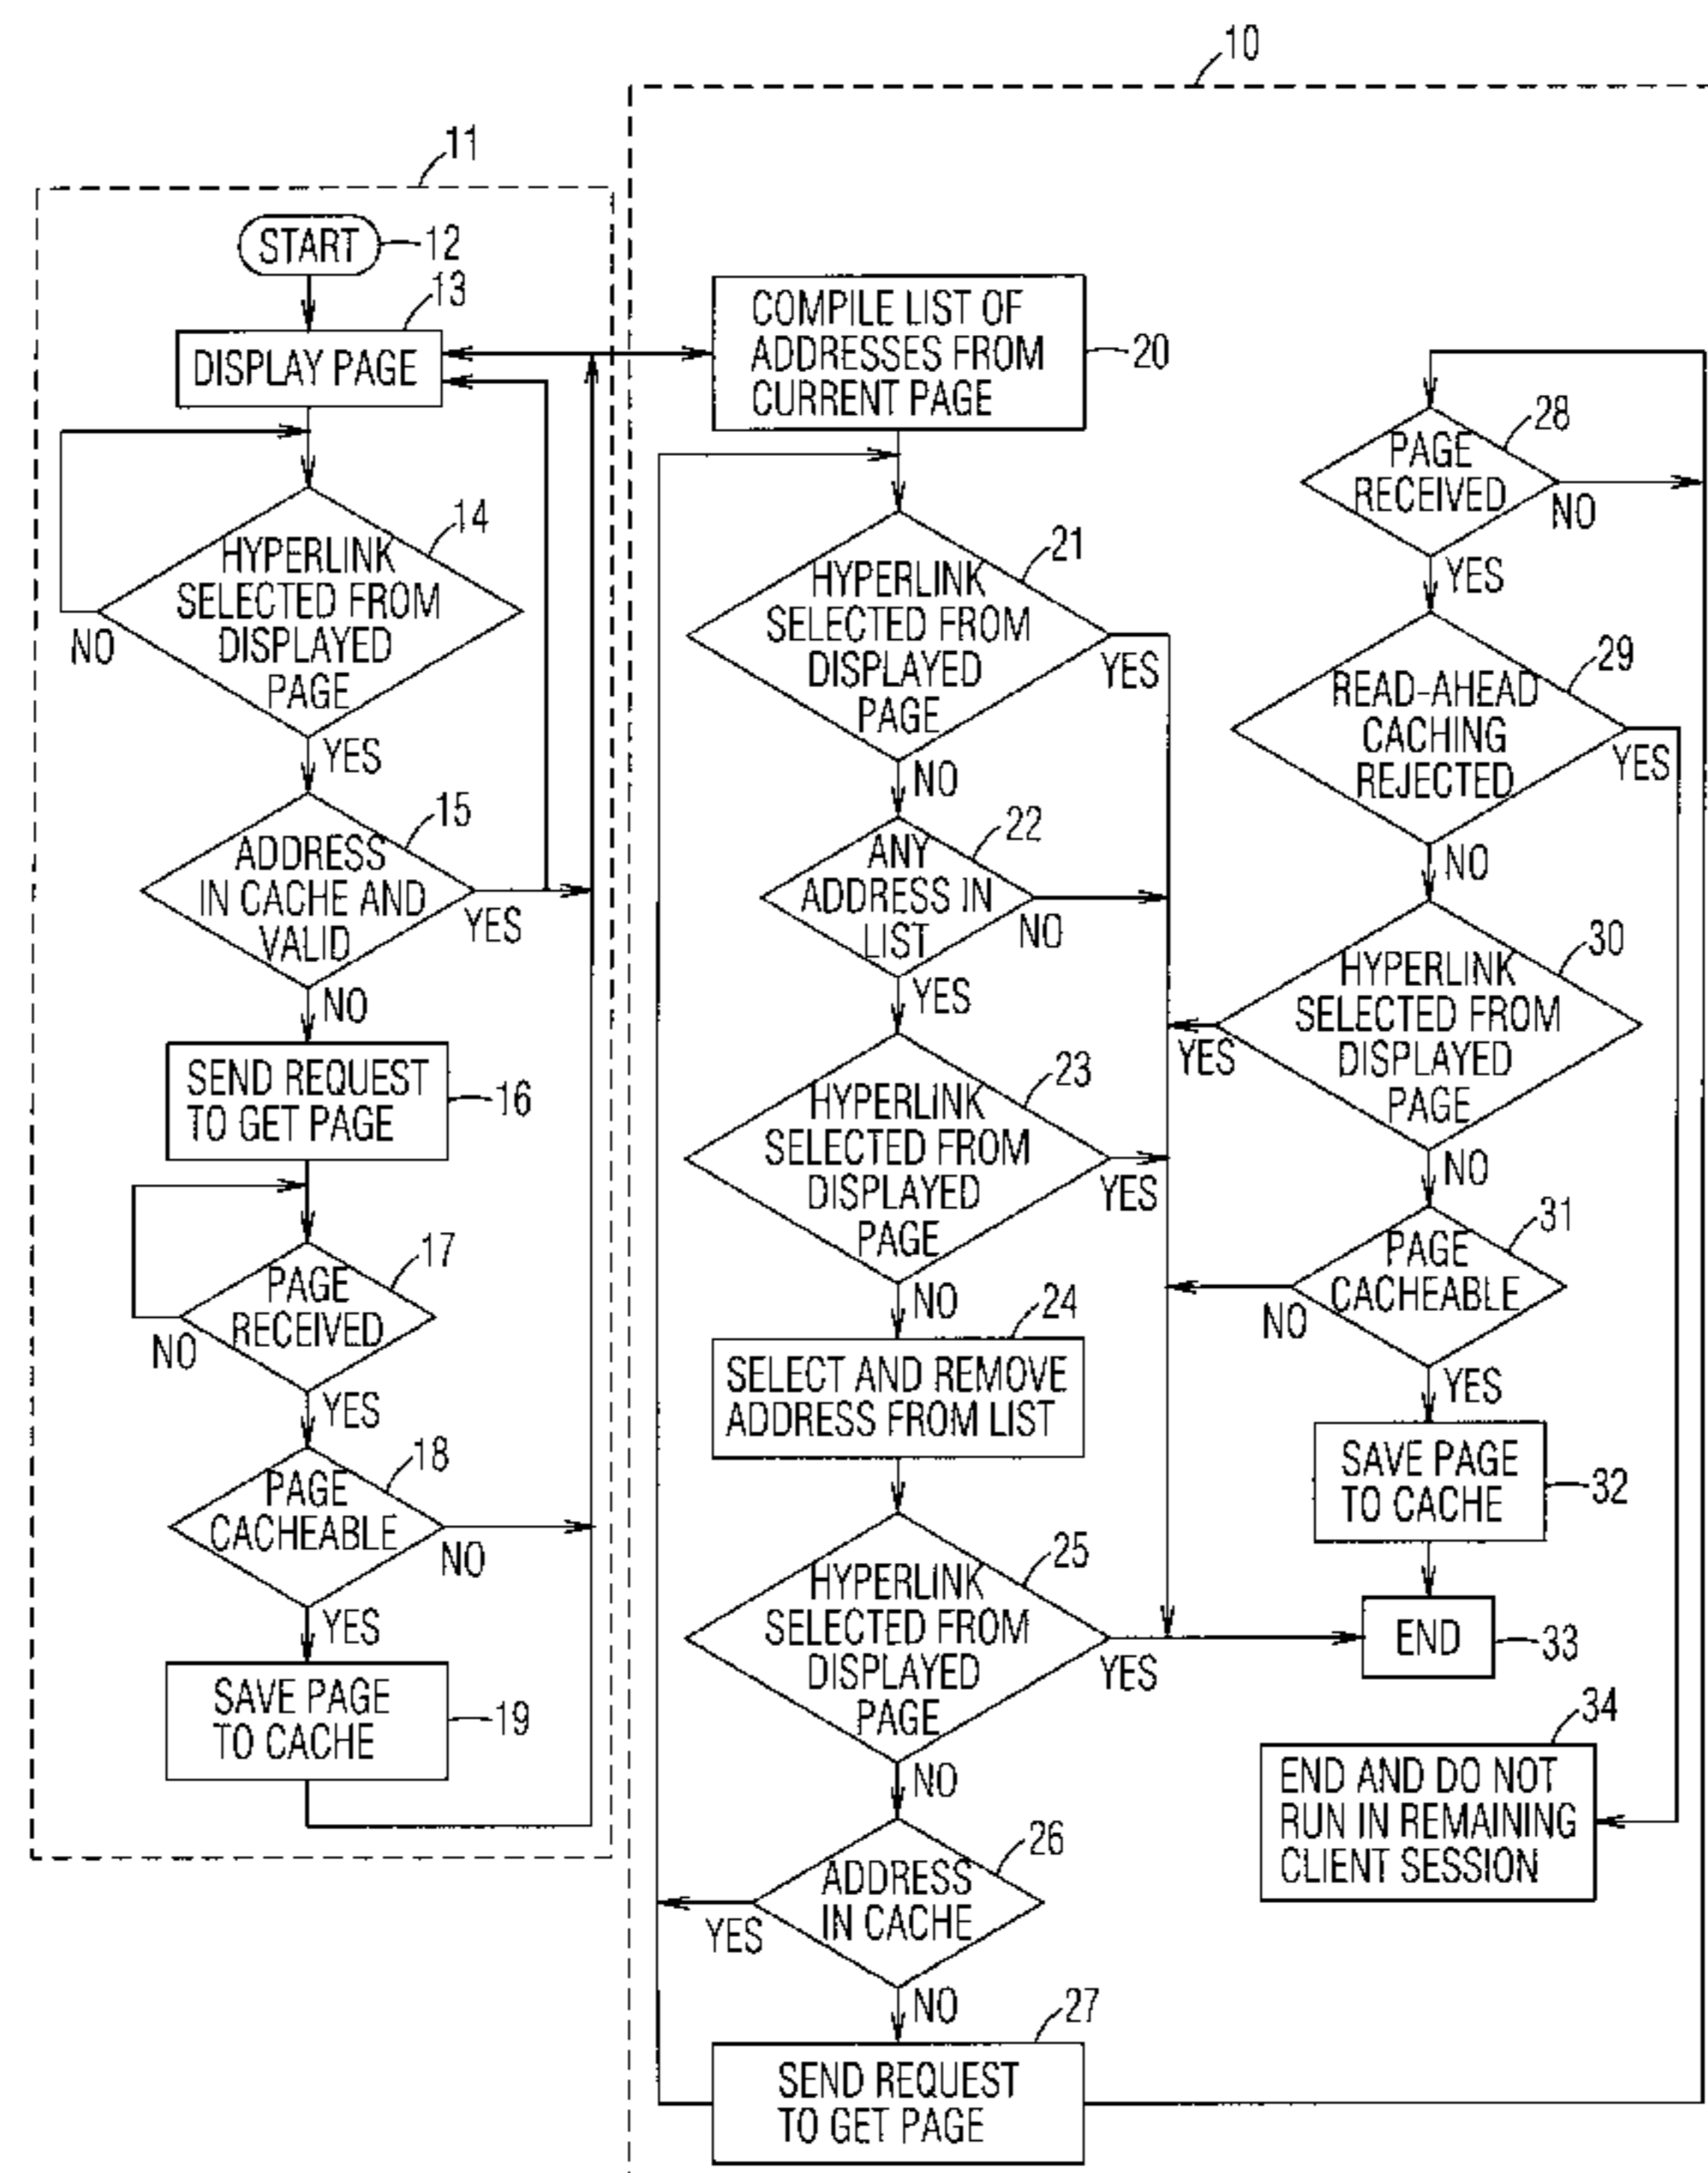 10
11
START
12
13
DISPLAY PAGE
14
HYPERLINK
SELECTED FROM
DISPLAYED
PAGE
NO
YES
15
ADDRESS
IN CACHE AND
VALID
YES
NO
SEND REQUEST
TO GET PAGE
16
17
PAGE
RECEIVED
NO
YES
18
PAGE
CACHEABLE
NO
YES
SAVE PAGE
TO CACHE
19
COMPILE LIST OF
ADDRESSES FROM
CURRENT PAGE
20
21
HYPERLINK
SELECTED FROM
DISPLAYED
PAGE
YES
NO
22
ANY
ADDRESS IN
LIST
NO
YES
23
HYPERLINK
SELECTED FROM
DISPLAYED
PAGE
YES
NO
24
SELECT AND REMOVE
ADDRESS FROM LIST
25
HYPERLINK
SELECTED FROM
DISPLAYED
PAGE
YES
NO
26
ADDRESS
IN CACHE
YES
NO
27
SEND REQUEST
TO GET PAGE
28
PAGE
RECEIVED
NO
YES
29
READ-AHEAD
CACHING
REJECTED
YES
NO
30
HYPERLINK
SELECTED FROM
DISPLAYED
PAGE
YES
NO
31
PAGE
CACHEABLE
NO
YES
SAVE PAGE
TO CACHE
32
END
33
34
END AND DO NOT
RUN IN REMAINING
CLIENT SESSION